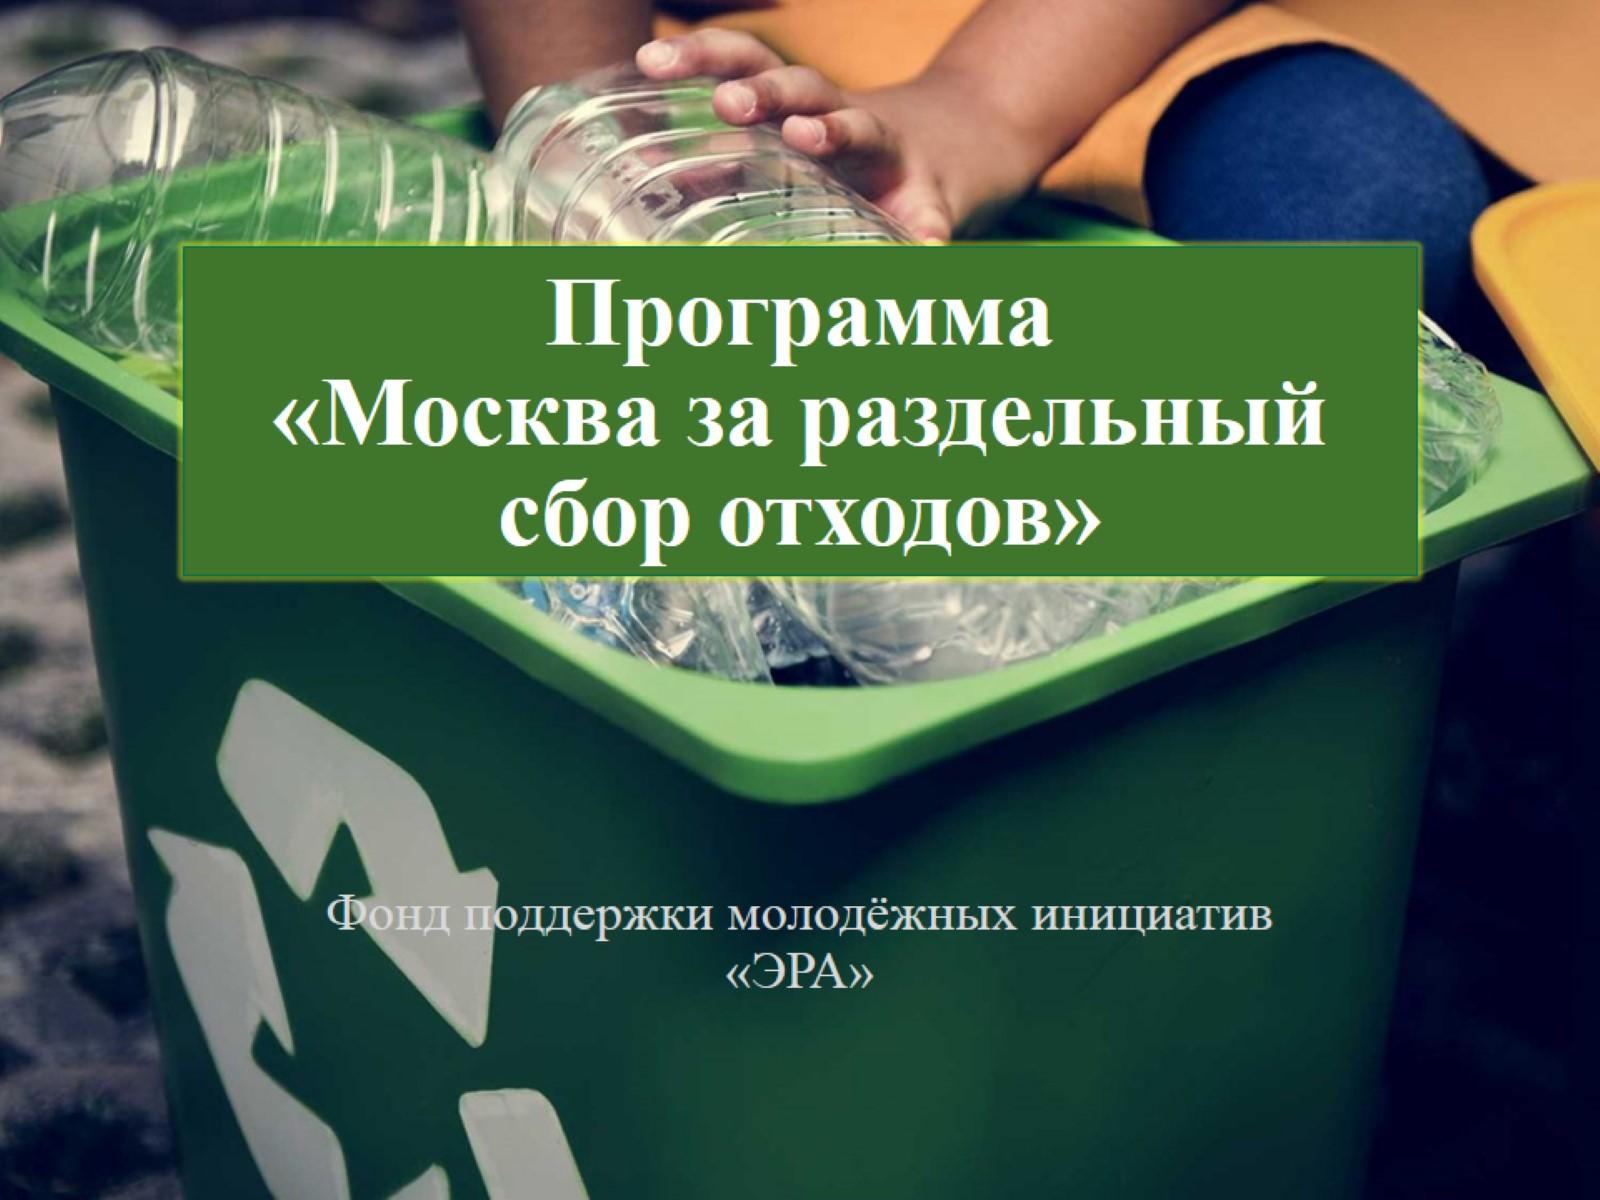 Программа
«Москва за раздельный
сбор отходов»
Фонд поддержки молодёжных инициатив
«ЭРА»